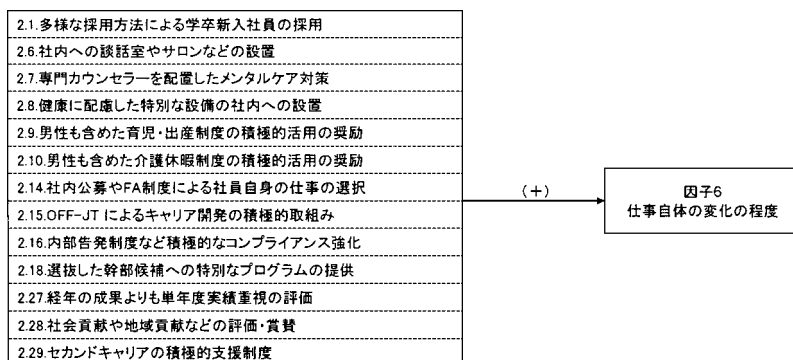 2.1.多様な採用方法による学卒新入社員の採用
2.6.社内への談話室やサロンなどの設置
2.7.専門カウンセラーを配置したメンタルケア対策
2.8.健康に配慮した特別な設備の社内への設置
2.9.男性も含めた育児・出産制度の積極的活用の奨励
2.10.男性も含めた介護休暇制度の積極的活用の奨励
2.14.社内公募やFA制度による社員自身の仕事の選択
2.15.OFF-JTによるキャリア開発の積極的取組み
2.16.内部告発制度など積極的なコンプライアンス強化
2.18.選抜した幹部候補への特別なプログラムの提供
2.27.経年の成果よりも単年度実績重視の評価
2.28.社会貢献や地域貢献などの評価・賞賛
2.29.セカンドキャリアの積極的支援制度
(+)
因子6
仕事自体の変化の程度